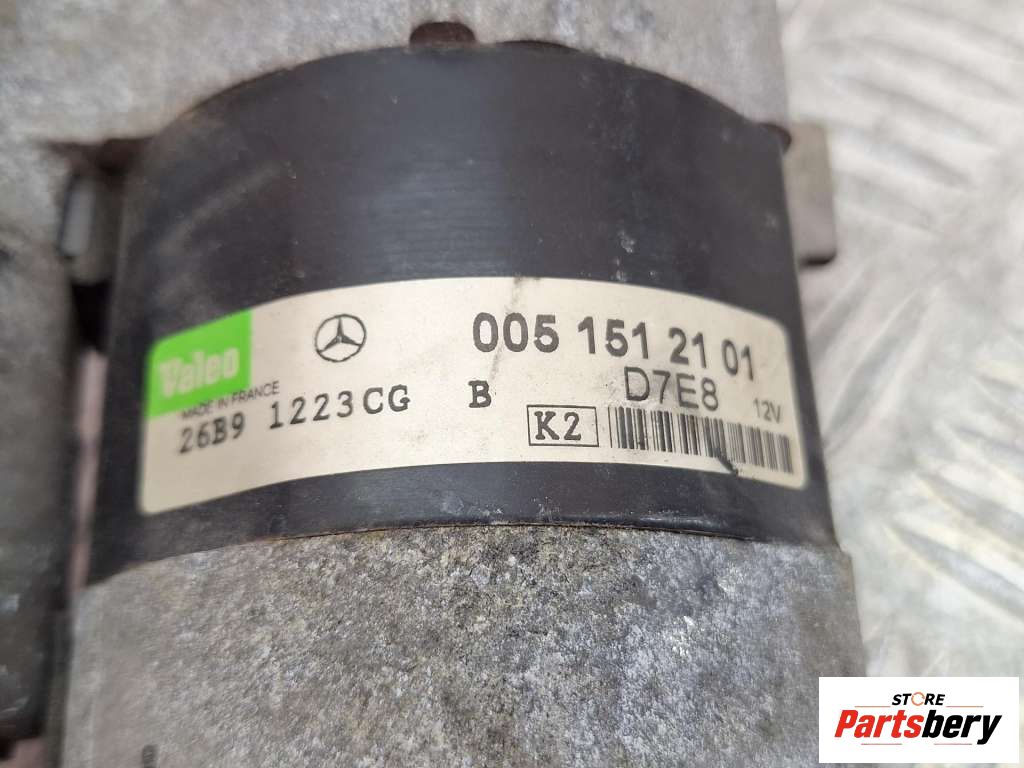 Valeo
005 151 21 01
MADE IN FRANCE
D7E8 12V
26B9 1223CG B
K2
STORE
Partsbery